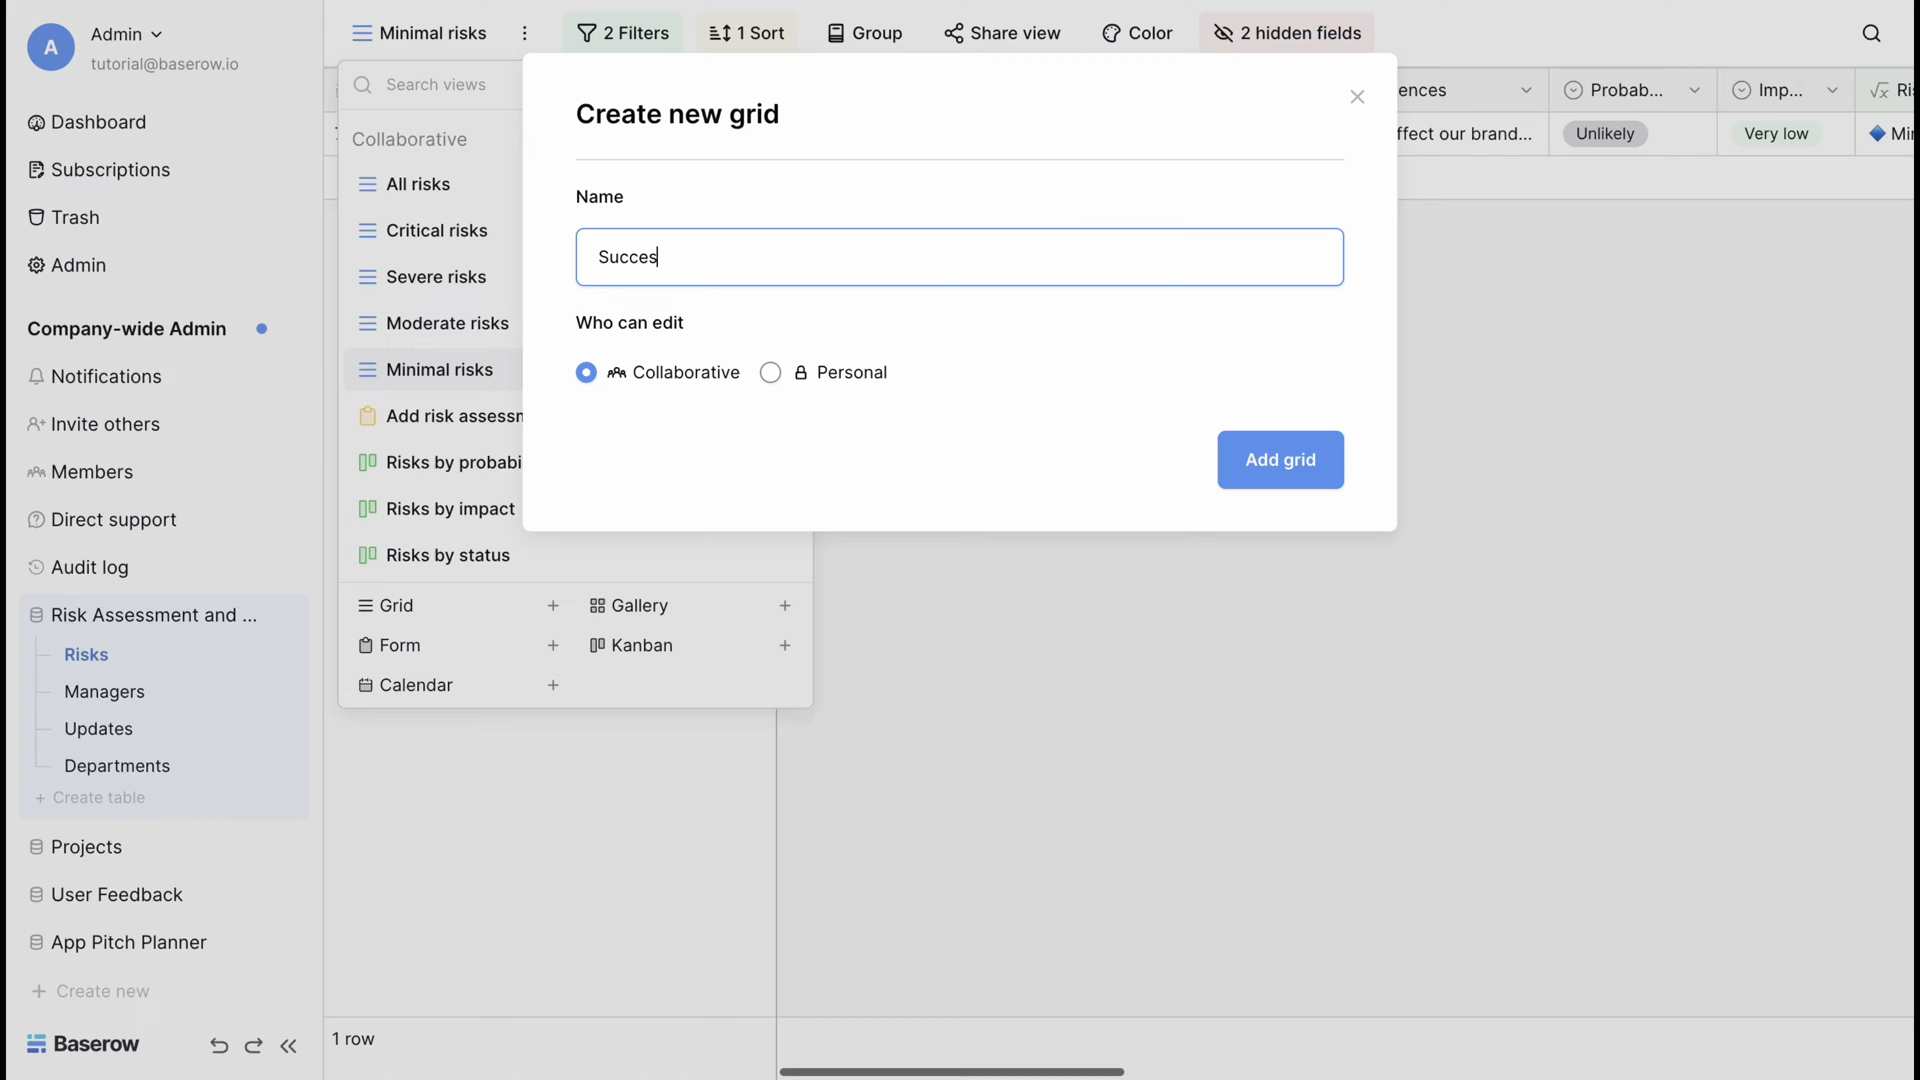 A
Admin
tutorial@baserow.io
Dashboard
Subscriptions
Trash
Admin
Company-wide Admin
Notifications
Invite others
Members
Direct support
Audit log
Risk Assessment and ...
Risks
Managers
Updates
Departments
+ Create table
Projects
User Feedback
App Pitch Planner
+ Create new
Baserow
Minimal risks
2 Filters
1 Sort
Group
Share view
Color
2 hidden fields
Search views
Collaborative
All risks
Critical risks
Severe risks
Moderate risks
Minimal risks
Add risk assessm
Risks by probabi
Risks by impact
Risks by status
Grid +
Gallery +
Form +
Kanban +
Calendar +
Create new grid
Name
Succes
Who can edit
Collaborative
Personal
Add grid
ences
Probab...
Imp...
√x Ris
ffect our brand...
Unlikely
Very low
Min
1 row